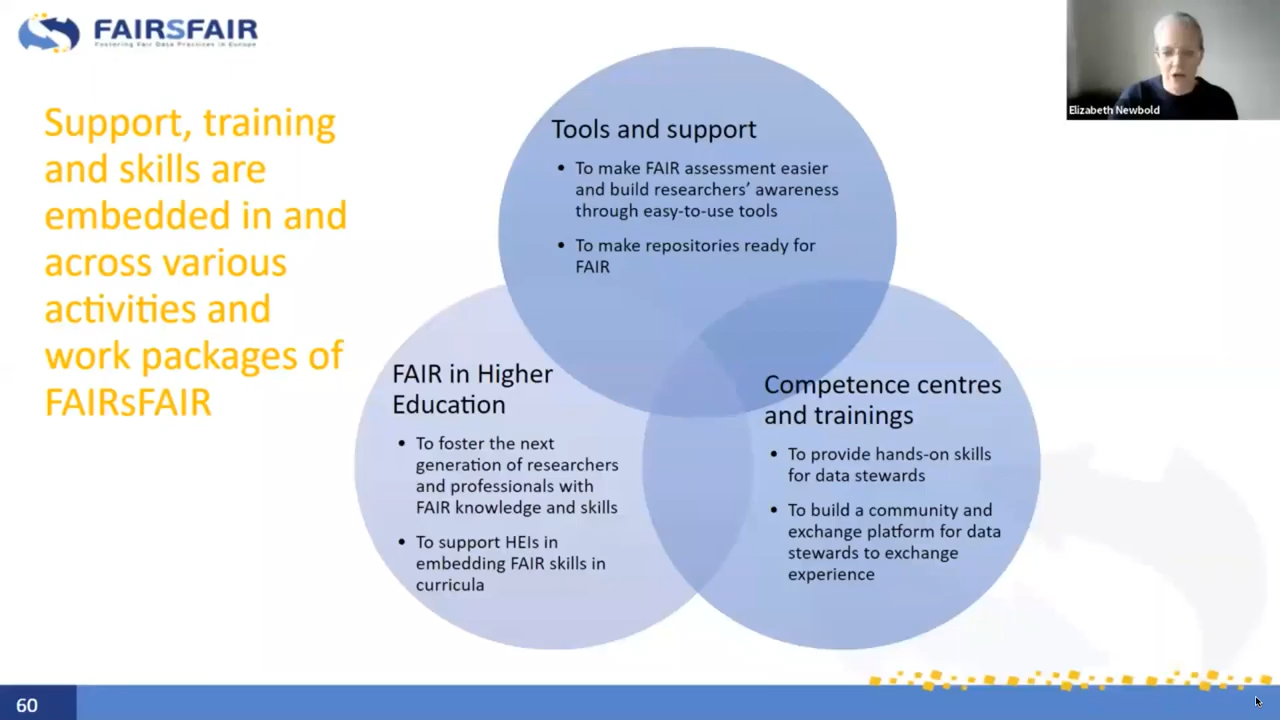 FAIRSFAIR
Fostering Fair Data Practices in Europe
Elizabeth Newbold
Support, training
and skills are
embedded in and
across various
activities and
work packages of
FAIRsFAIR
Tools and support
• To make FAIR assessment easier
and build researchers’ awareness
through easy-to-use tools
• To make repositories ready for
FAIR
FAIR in Higher
Education
• To foster the next
generation of researchers
and professionals with
FAIR knowledge and skills
• To support HEIs in
embedding FAIR skills in
curricula
Competence centres
and trainings
• To provide hands-on skills
for data stewards
• To build a community and
exchange platform for data
stewards to exchange
experience
60